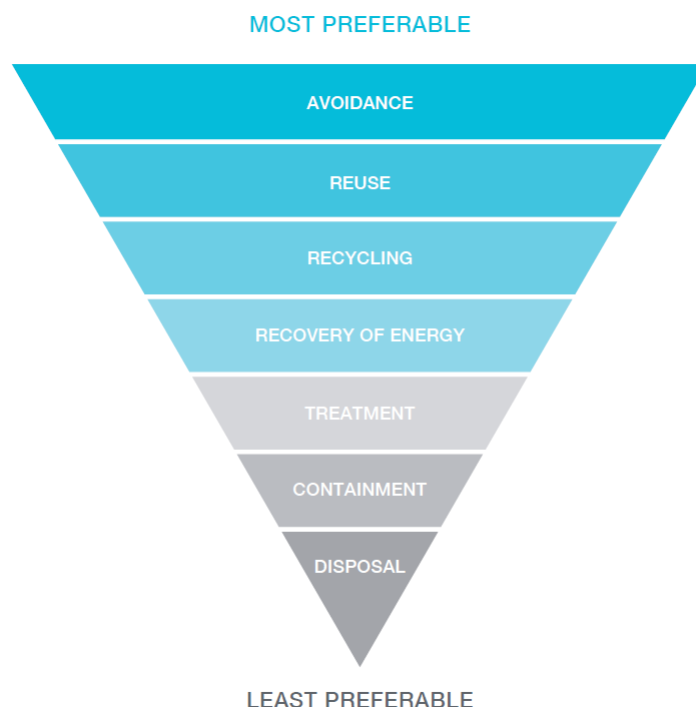 MOST PREFERABLE
AVOIDANCE
REUSE
RECYCLING
RECOVERY OF ENERGY
TREATMENT
CONTAINMENT
DISPOSAL
LEAST PREFERABLE